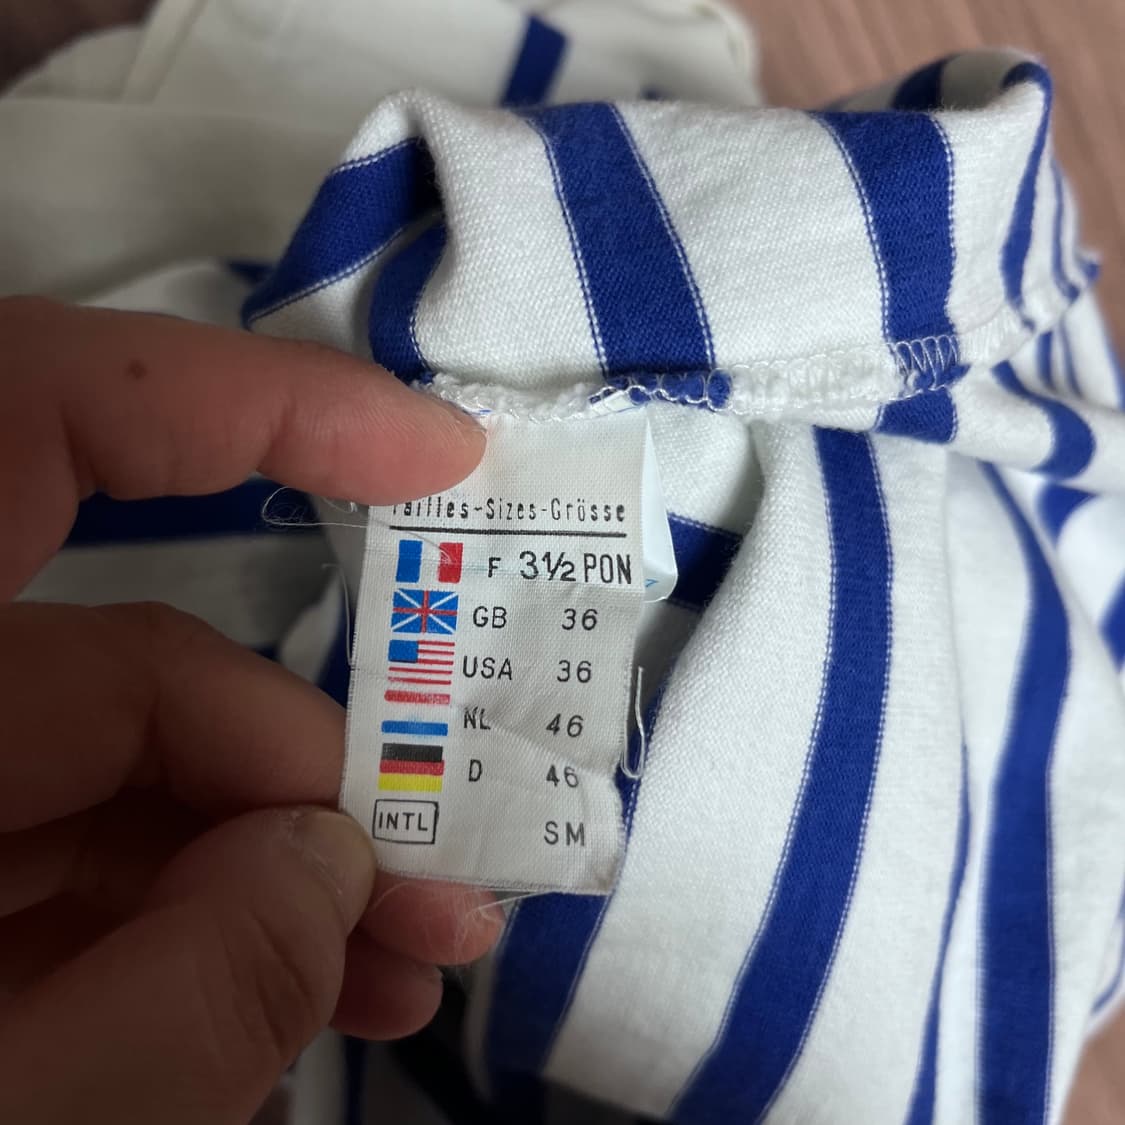 Tailles-Sizes-Grösse
F 3½ PON
GB 36
USA 36
NL 46
D 46
INTL SM